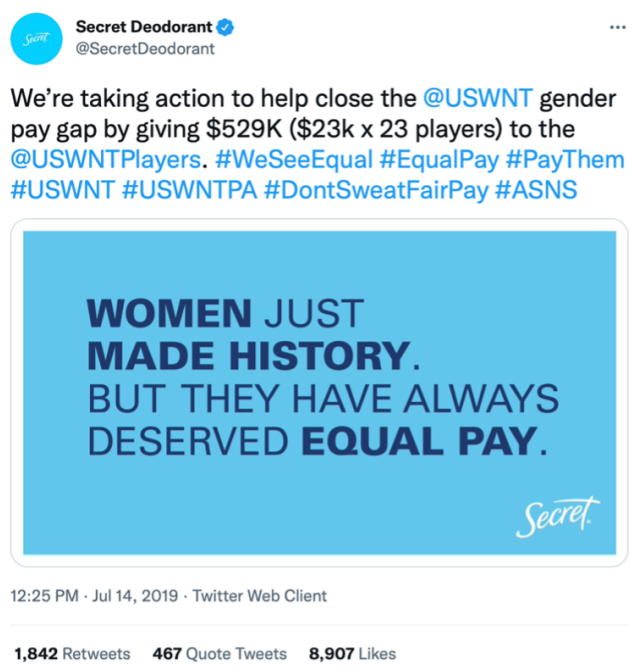 Secret
Secret Deodorant
@SecretDeodorant
We’re taking action to help close the @USWNT gender
pay gap by giving $529K ($23k x 23 players) to the
@USWNTPlayers. #WeSeeEqual #EqualPay #PayThem
#USWNT #USWNTPA #DontSweatFairPay #ASNS
WOMEN JUST
MADE HISTORY.
BUT THEY HAVE ALWAYS
DESERVED EQUAL PAY.
Secret.
12:25 PM · Jul 14, 2019 · Twitter Web Client
1,842 Retweets 467 Quote Tweets 8,907 Likes